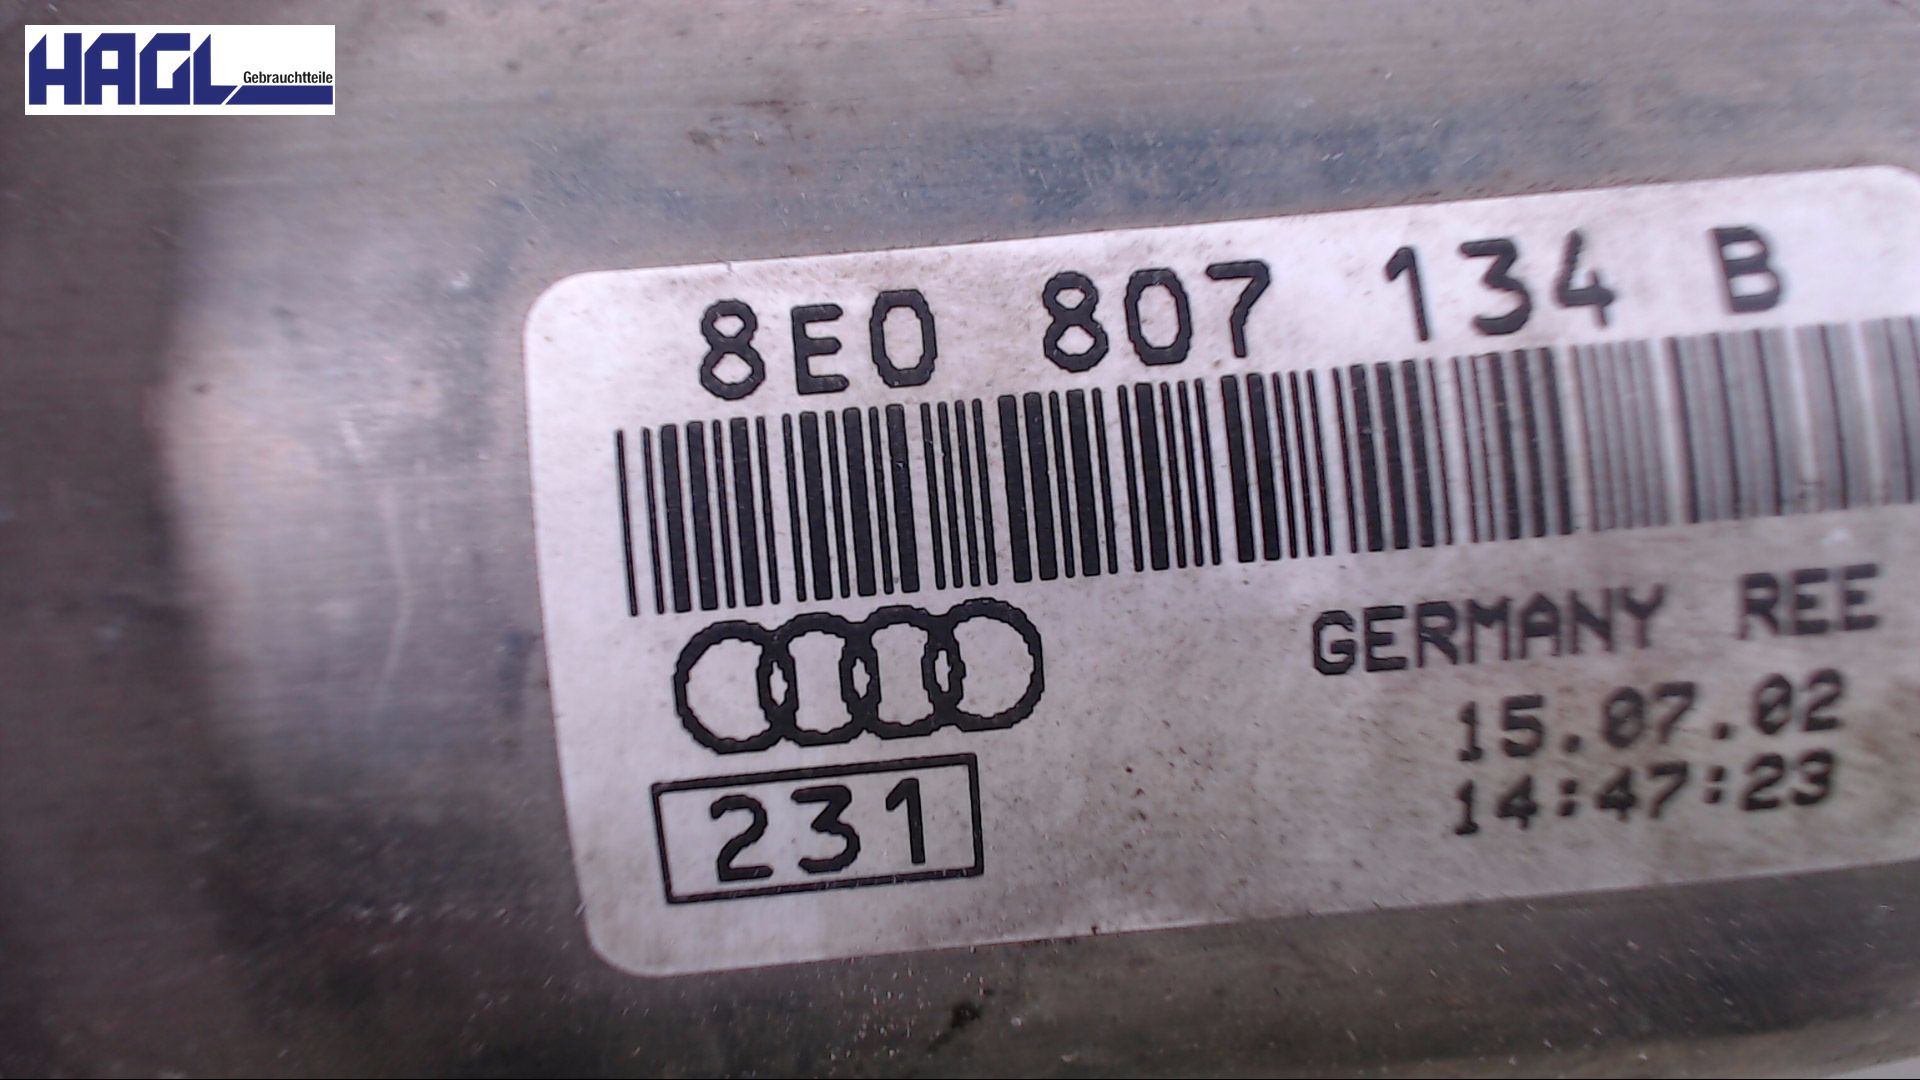 HAGL
Gebrauchtteile
8E0 807 134 B
GERMANY REE
15.07.02
14:47:23
231